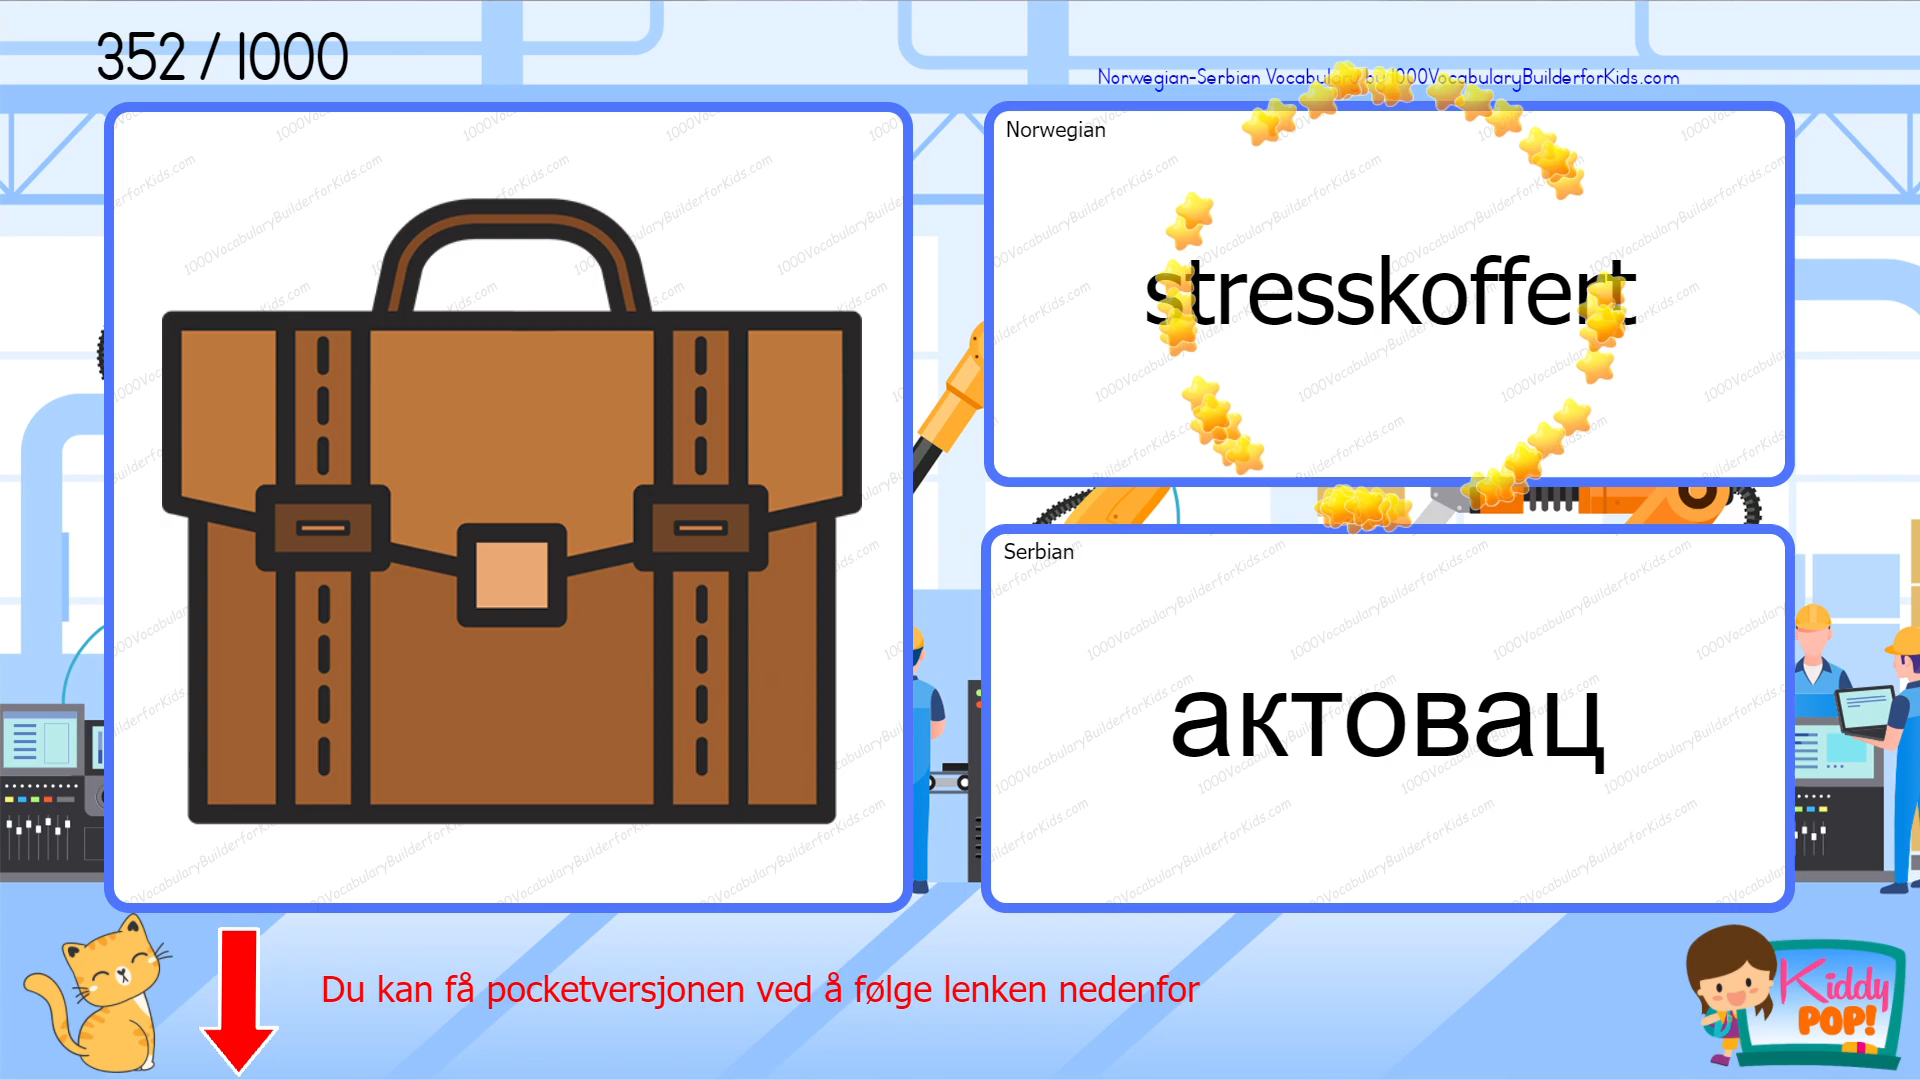 352 / 1000
Norwegian-Serbian Vocabulary by 1000VocabularyBuilderforKids.com
Norwegian
stresskoffert
Serbian
актовац
Du kan få pocketversjonen ved å følge lenken nedenfor
Kiddy
POP!